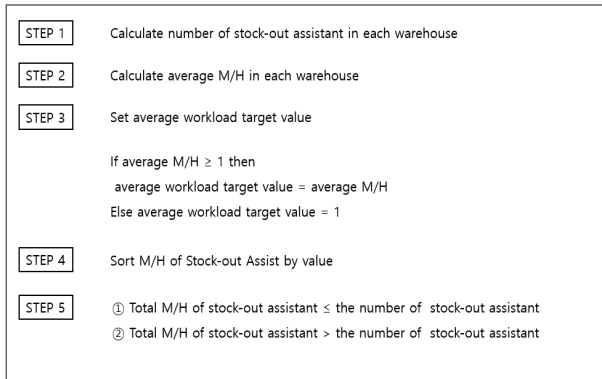 STEP 1 Calculate number of stock-out assistant in each warehouse
STEP 2 Calculate average M/H in each warehouse
STEP 3 Set average workload target value
If average M/H ≥ 1 then
average workload target value = average M/H
Else average workload target value = 1
STEP 4 Sort M/H of Stock-out Assist by value
STEP 5 ① Total M/H of stock-out assistant ≤ the number of stock-out assistant
② Total M/H of stock-out assistant > the number of stock-out assistant